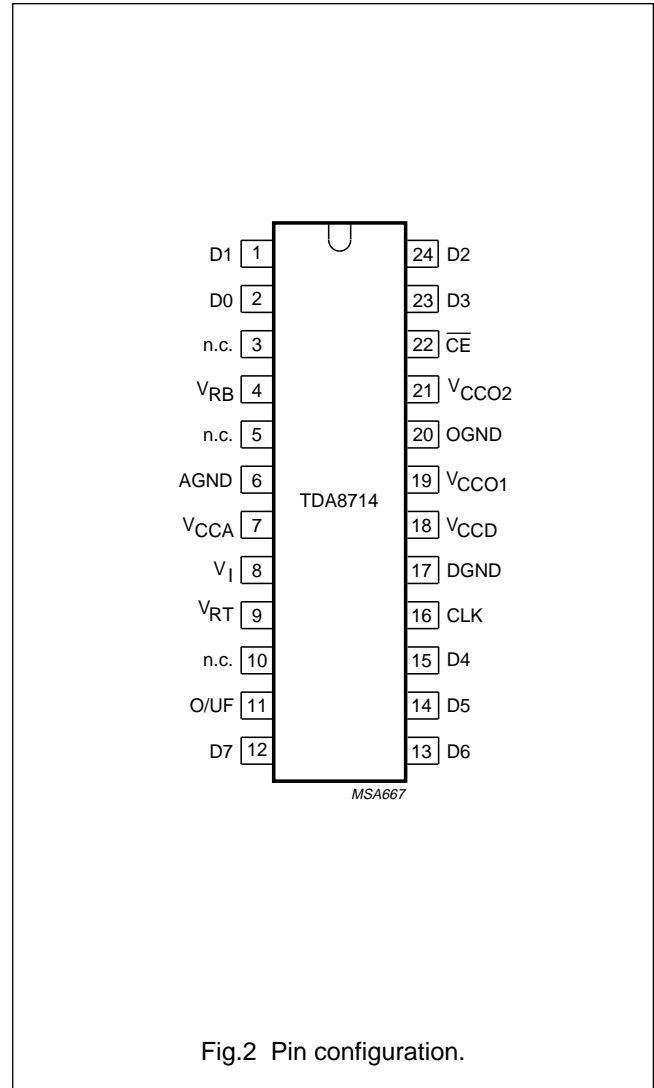 D1 1 24 D2
D0 2 23 D3
n.c. 3 22 C̅E̅
VRB 4 21 VCCO2
n.c. 5 20 OGND
AGND 6 19 VCCO1
TDA8714
VCCA 7 18 VCCD
VI 8 17 DGND
VRT 9 16 CLK
n.c. 10 15 D4
O/UF 11 14 D5
D7 12 13 D6
MSA667
Fig.2 Pin configuration.